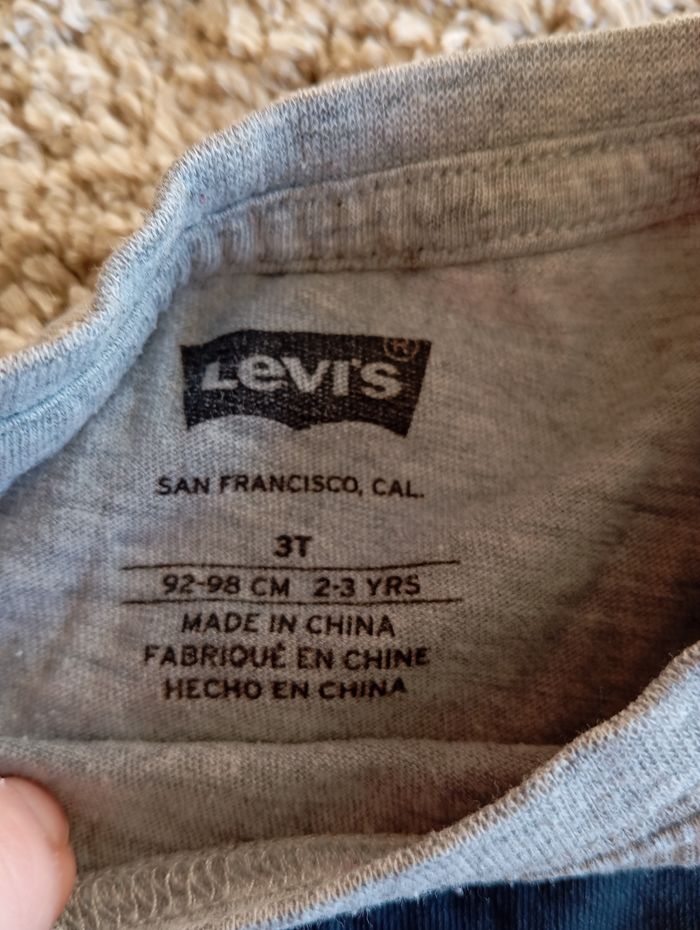 Levi's®
SAN FRANCISCO, CAL.
3T
92-98 CM 2-3 YRS
MADE IN CHINA
FABRIQUÉ EN CHINE
HECHO EN CHINA